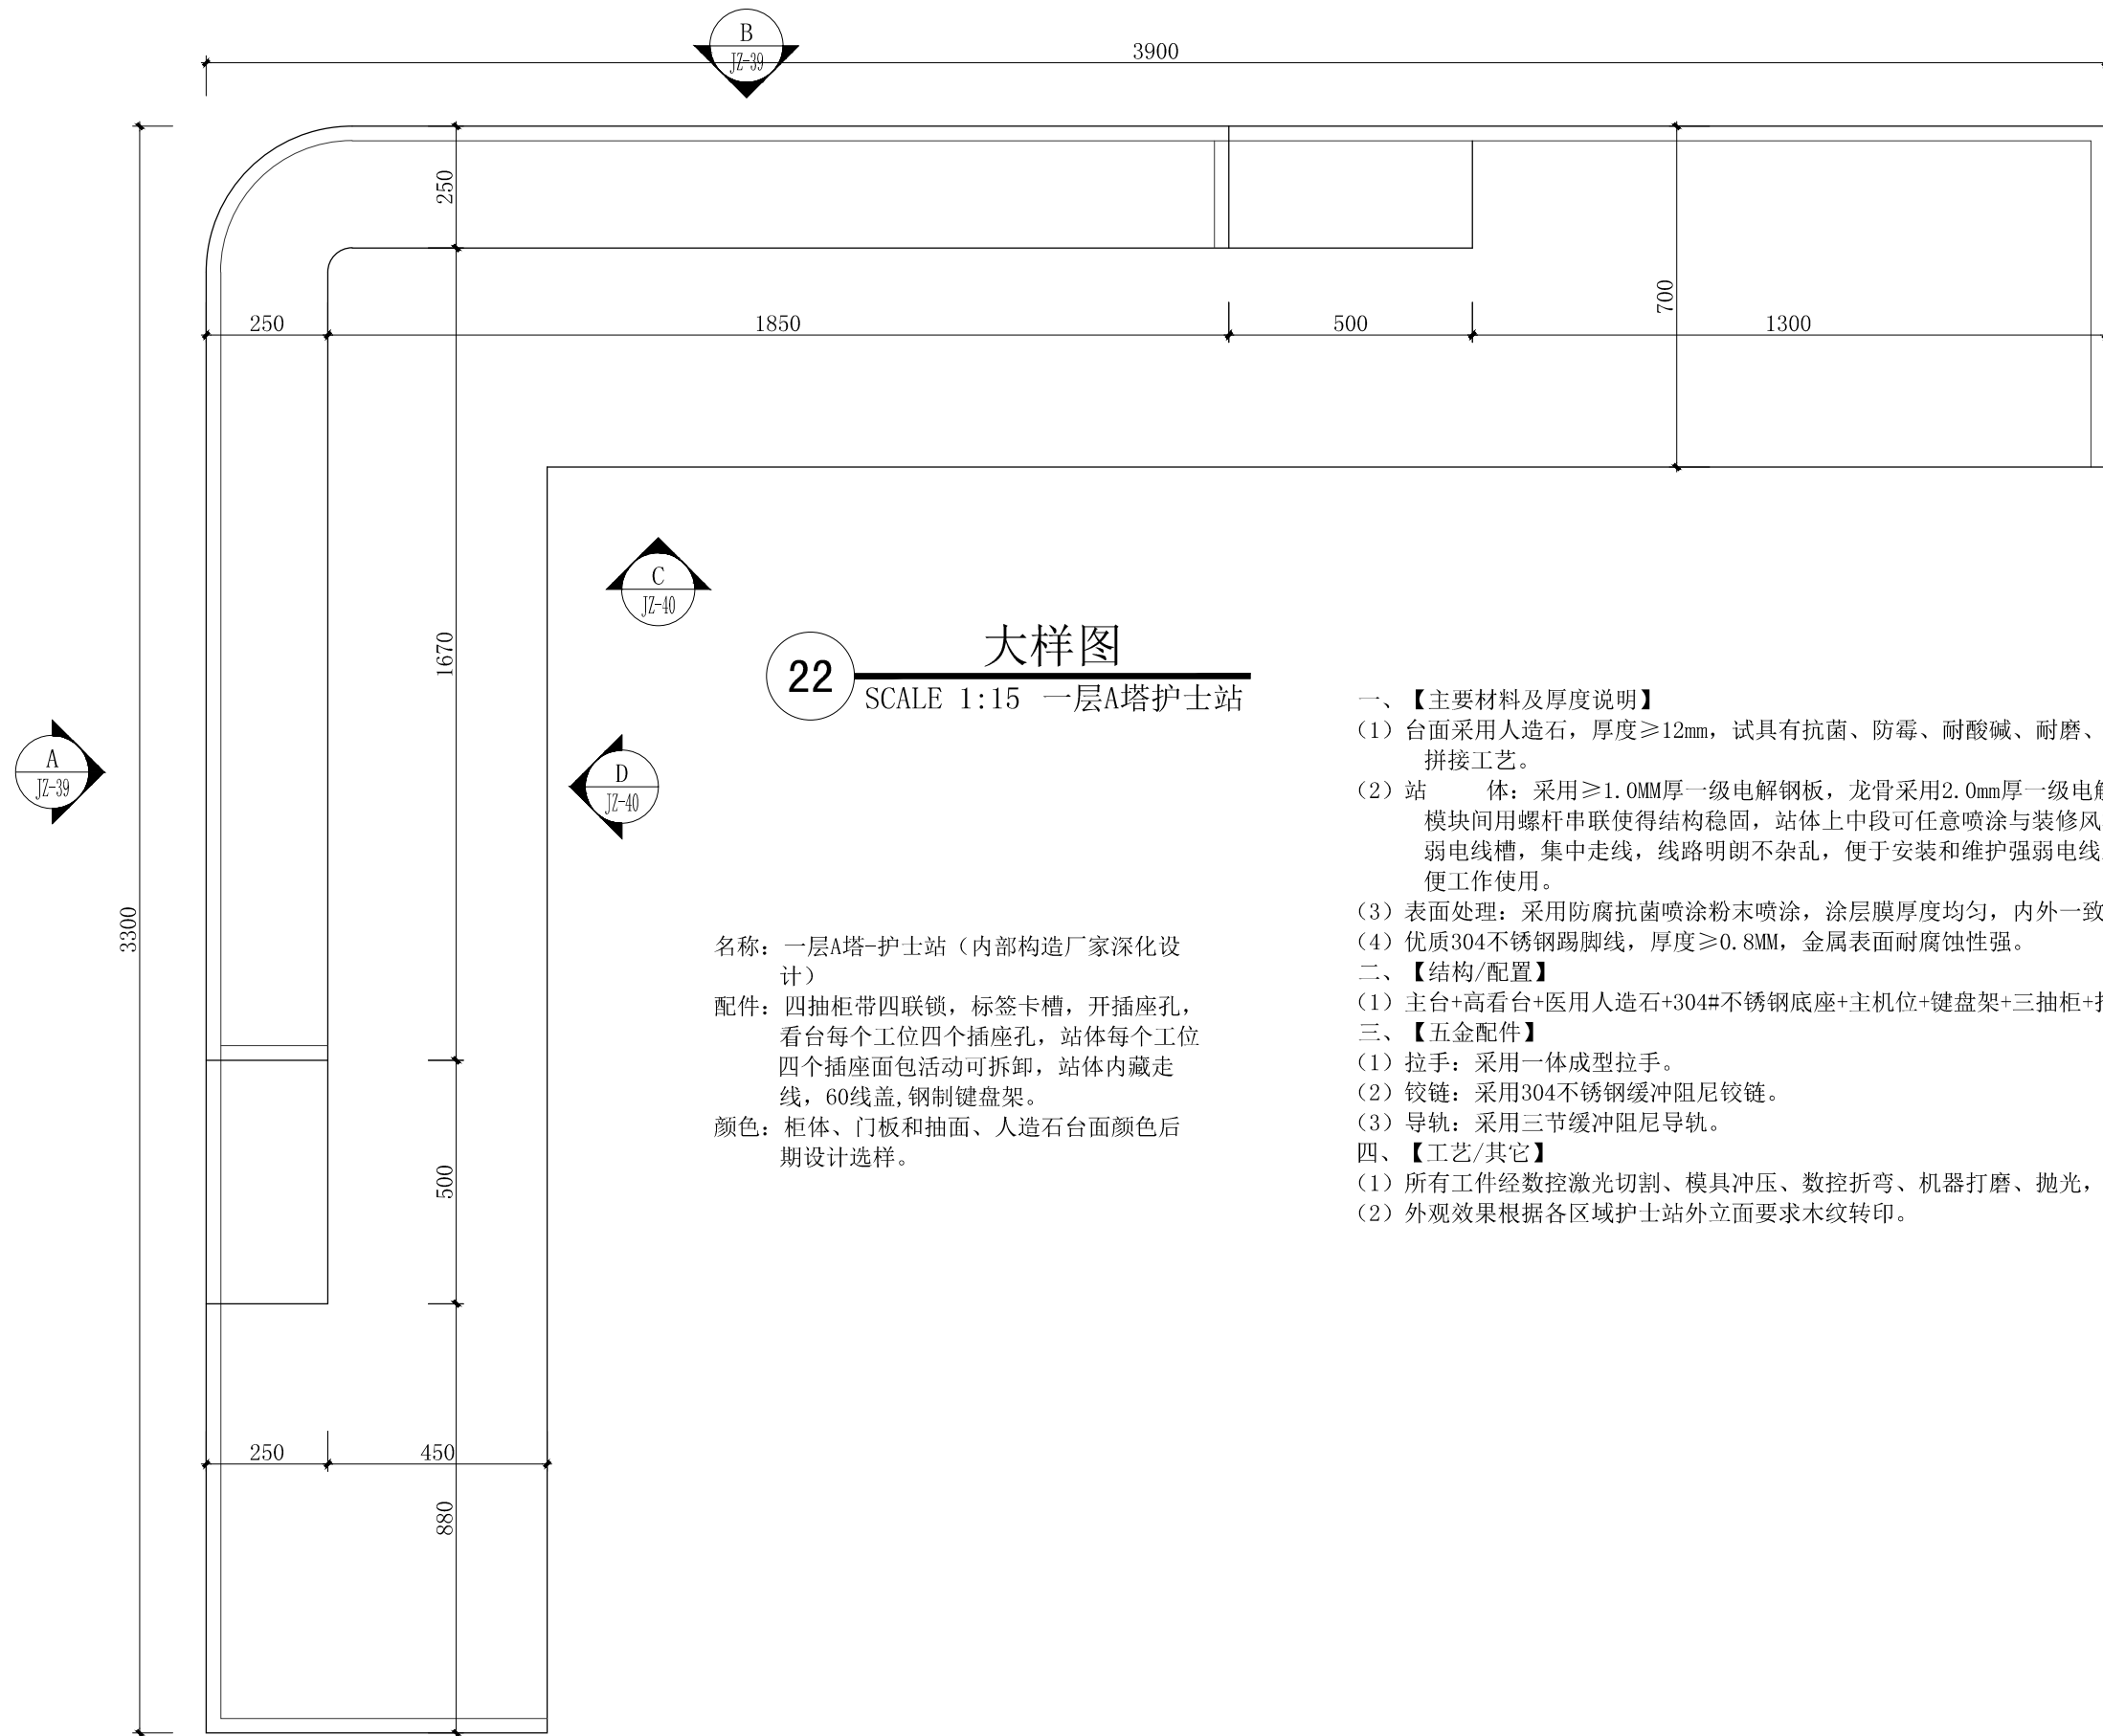 B
JZ-39
3900
250
250
1850
500
700
1300
C
JZ-40
1670
大样图
22
SCALE 1:15 一层A塔护士站
A
JZ-39
D
JZ-40
3300
名称：一层A塔-护士站（内部构造厂家深化设
计）
配件：四抽柜带四联锁，标签卡槽，开插座孔，
看台每个工位四个插座孔，站体每个工位
四个插座面包活动可拆卸，站体内藏走
线，60线盖,钢制键盘架。
颜色：柜体、门板和抽面、人造石台面颜色后
期设计选样。
一、【主要材料及厚度说明】
（1）台面采用人造石，厚度≥12mm，试具有抗菌、防霉、耐酸碱、耐磨、
拼接工艺。
（2）站 体：采用≥1.0MM厚一级电解钢板，龙骨采用2.0mm厚一级电
模块间用螺杆串联使得结构稳固，站体上中段可任意喷涂与装修风
弱电线槽，集中走线，线路明朗不杂乱，便于安装和维护强弱电线
便工作使用。
（3）表面处理：采用防腐抗菌喷涂粉末喷涂，涂层膜厚度均匀，内外一致
（4）优质304不锈钢踢脚线，厚度≥0.8MM，金属表面耐腐蚀性强。
二、【结构/配置】
（1）主台+高看台+医用人造石+304#不锈钢底座+主机位+键盘架+三抽柜+
三、【五金配件】
（1）拉手：采用一体成型拉手。
（2）铰链：采用304不锈钢缓冲阻尼铰链。
（3）导轨：采用三节缓冲阻尼导轨。
四、【工艺/其它】
（1）所有工件经数控激光切割、模具冲压、数控折弯、机器打磨、抛光，
（2）外观效果根据各区域护士站外立面要求木纹转印。
500
250
450
880